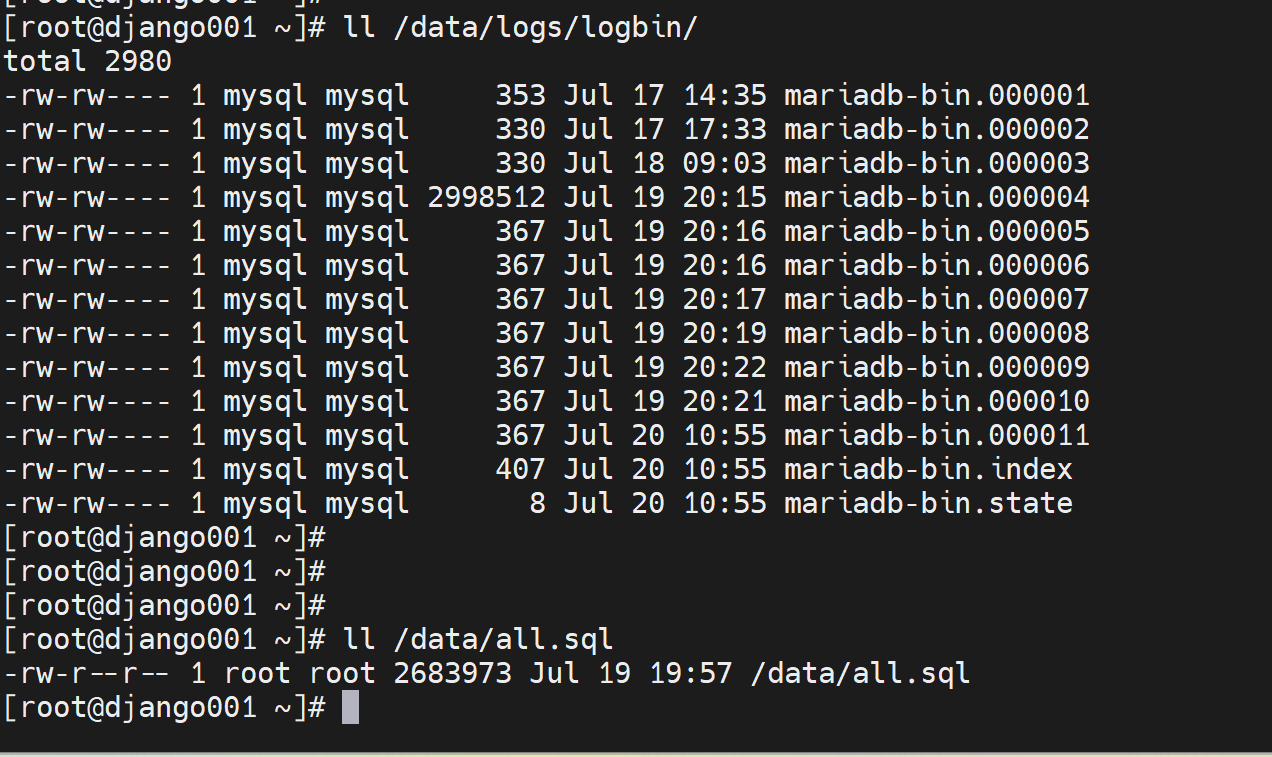 [root@django001 ~]# ll /data/logs/logbin/
total 2980
-rw-rw---- 1 mysql mysql     353 Jul 17 14:35 mariadb-bin.000001
-rw-rw---- 1 mysql mysql     330 Jul 17 17:33 mariadb-bin.000002
-rw-rw---- 1 mysql mysql     330 Jul 18 09:03 mariadb-bin.000003
-rw-rw---- 1 mysql mysql 2998512 Jul 19 20:15 mariadb-bin.000004
-rw-rw---- 1 mysql mysql     367 Jul 19 20:16 mariadb-bin.000005
-rw-rw---- 1 mysql mysql     367 Jul 19 20:16 mariadb-bin.000006
-rw-rw---- 1 mysql mysql     367 Jul 19 20:17 mariadb-bin.000007
-rw-rw---- 1 mysql mysql     367 Jul 19 20:19 mariadb-bin.000008
-rw-rw---- 1 mysql mysql     367 Jul 19 20:22 mariadb-bin.000009
-rw-rw---- 1 mysql mysql     367 Jul 19 20:21 mariadb-bin.000010
-rw-rw---- 1 mysql mysql     367 Jul 20 10:55 mariadb-bin.000011
-rw-rw---- 1 mysql mysql     407 Jul 20 10:55 mariadb-bin.index
-rw-rw---- 1 mysql mysql       8 Jul 20 10:55 mariadb-bin.state
[root@django001 ~]#
[root@django001 ~]#
[root@django001 ~]#
[root@django001 ~]# ll /data/all.sql
-rw-r--r-- 1 root root 2683973 Jul 19 19:57 /data/all.sql
[root@django001 ~]#